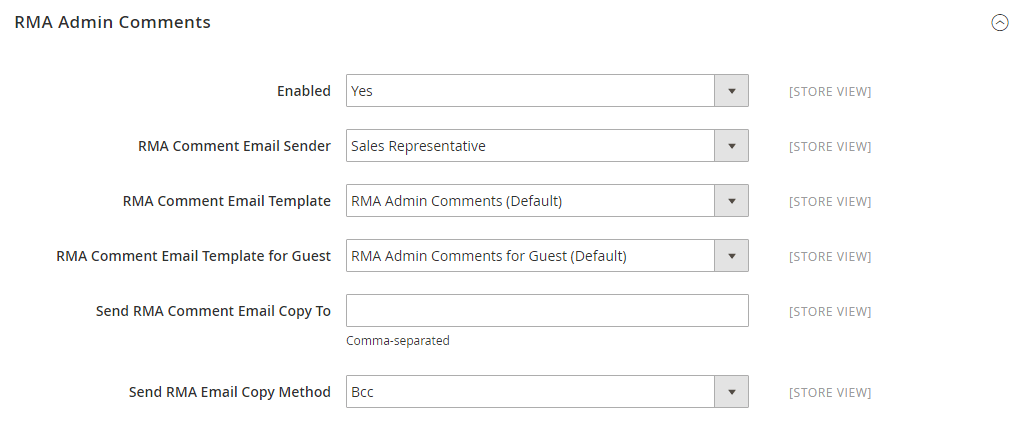 RMA Admin Comments
Enabled Yes [STORE VIEW]
RMA Comment Email Sender Sales Representative [STORE VIEW]
RMA Comment Email Template RMA Admin Comments (Default) [STORE VIEW]
RMA Comment Email Template for Guest RMA Admin Comments for Guest (Default) [STORE VIEW]
Send RMA Comment Email Copy To [STORE VIEW]
Comma-separated
Send RMA Email Copy Method Bcc [STORE VIEW]